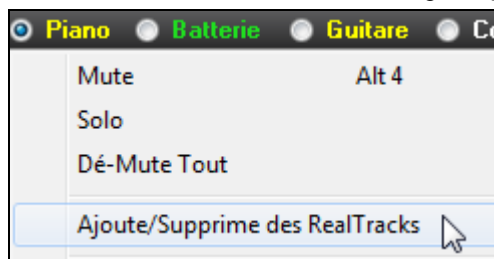 Piano Batterie Guitare
Mute Alt 4
Solo
Dé-Mute Tout
Ajoute/Supprime des RealTracks